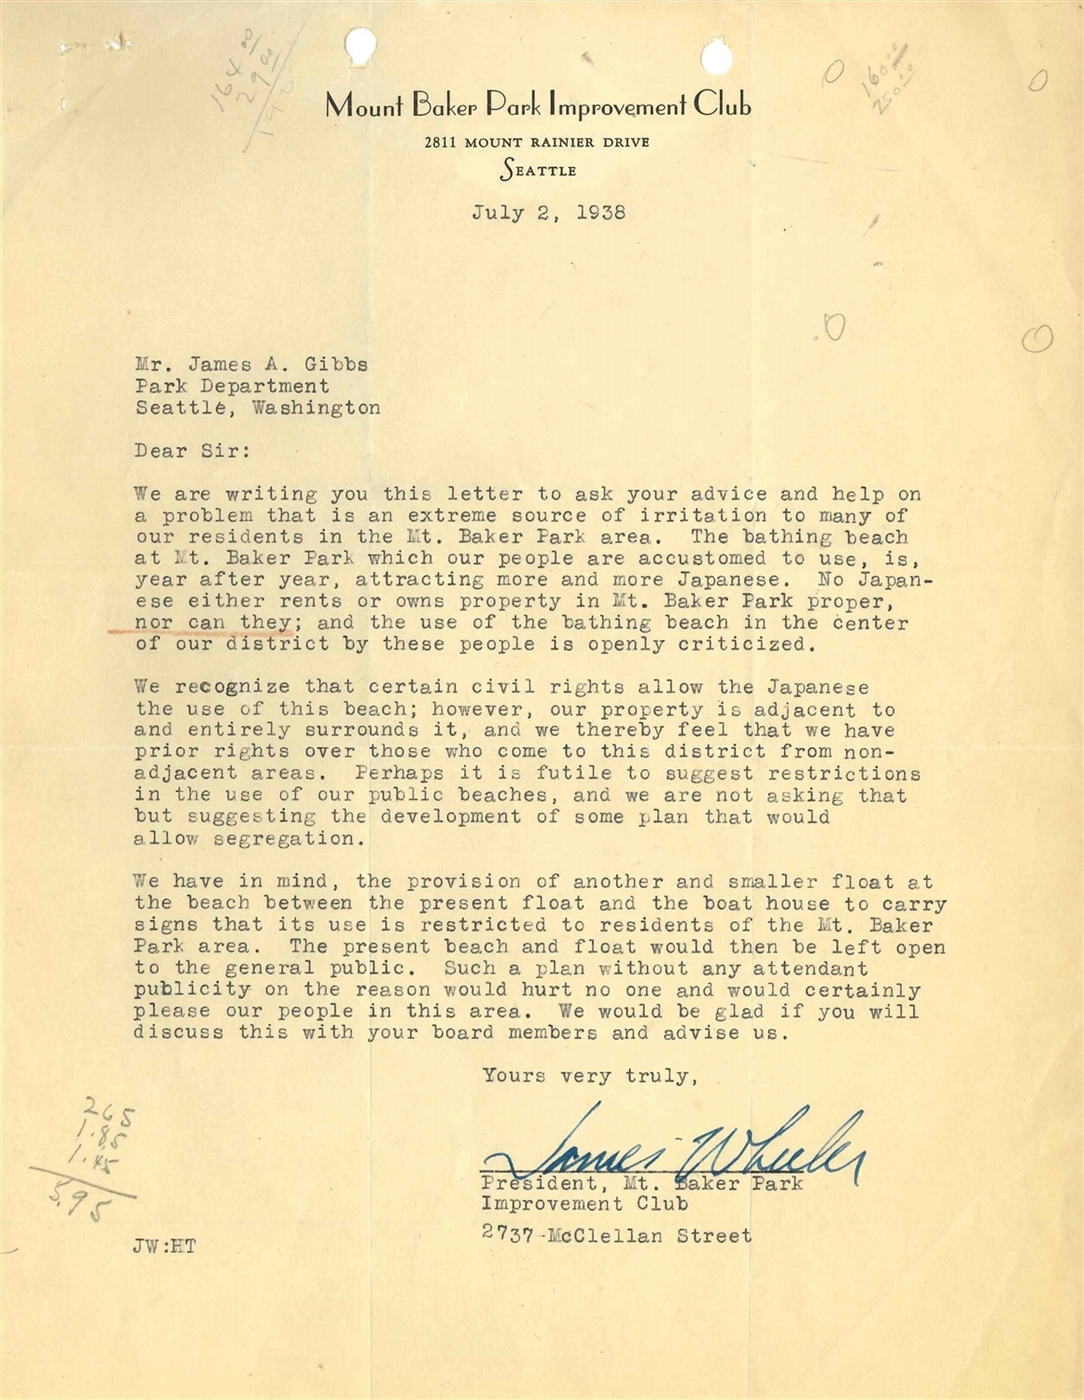 164.00
29.00
160.00
250.00
Mount Baker Park Improvement Club
2811 MOUNT RAINIER DRIVE
SEATTLE
July 2, 1938
Mr. James A. Gibbs
Park Department
Seattle, Washington
Dear Sir:
We are writing you this letter to ask your advice and help on
a problem that is an extreme source of irritation to many of
our residents in the Mt. Baker Park area. The bathing beach
at Mt. Baker Park which our people are accustomed to use, is,
year after year, attracting more and more Japanese. No Japan-
ese either rents or owns property in Mt. Baker Park proper,
nor can they; and the use of the bathing beach in the center
of our district by these people is openly criticized.
We recognize that certain civil rights allow the Japanese
the use of this beach; however, our property is adjacent to
and entirely surrounds it, and we thereby feel that we have
prior rights over those who come to this district from non-
adjacent areas. Perhaps it is futile to suggest restrictions
in the use of our public beaches, and we are not asking that
but suggesting the development of some plan that would
allow segregation.
We have in mind, the provision of another and smaller float at
the beach between the present float and the boat house to carry
signs that its use is restricted to residents of the Mt. Baker
Park area. The present beach and float would then be left open
to the general public. Such a plan without any attendant
publicity on the reason would hurt no one and would certainly
please our people in this area. We would be glad if you will
discuss this with your board members and advise us.
Yours very truly,
James Wheeler
President, Mt. Baker Park
Improvement Club
2737-McClellan Street
265
1.85
1.45
5.95
JW:HT